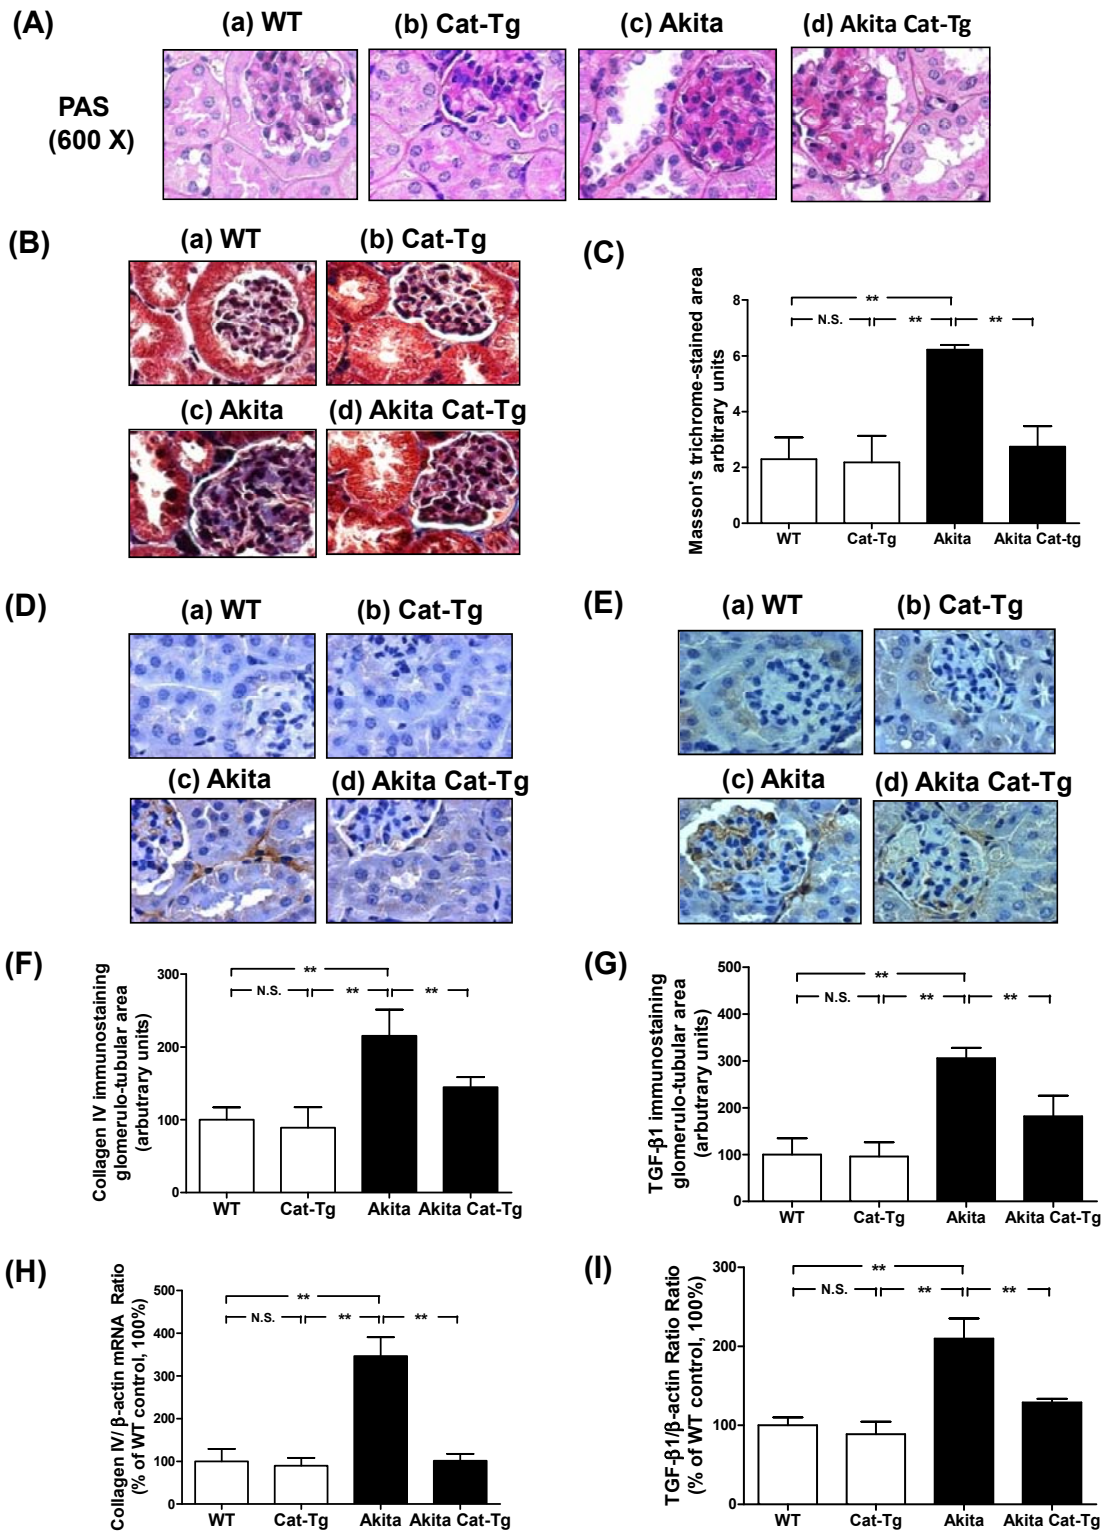 (A)
(a) WT
(b) Cat-Tg
(c) Akita
(d) Akita Cat-Tg
PAS
(600 X)
(B)
(a) WT
(b) Cat-Tg
(c) Akita
(d) Akita Cat-Tg
(C)
Masson's trichrome-stained area
arbitrary units
8
6
4
2
0
**
N.S.
**
**
WT
Cat-Tg
Akita
Akita Cat-tg
(D)
(a) WT
(b) Cat-Tg
(c) Akita
(d) Akita Cat-Tg
(E)
(a) WT
(b) Cat-Tg
(c) Akita
(d) Akita Cat-Tg
(F)
Collagen IV immunostaining
glomerulo-tubular area
(arbutrary units)
300
200
100
0
**
N.S.
**
**
WT
Cat-Tg
Akita
Akita Cat-Tg
(G)
TGF-β1 immunostaining
glomerulo-tubular area
(arbutrary units)
500
400
300
200
100
0
**
N.S.
**
**
WT
Cat-Tg
Akita
Akita Cat-Tg
(H)
Collagen IV/ β-actin mRNA Ratio
(% of WT control, 100%)
500
400
300
200
100
0
**
N.S.
**
**
WT
Cat-Tg
Akita
Akita Cat-Tg
(I)
TGF-β1/β-actin Ratio Ratio
(% of WT control, 100%)
300
200
100
0
**
N.S.
**
**
WT
Cat-Tg
Akita
Akita Cat-Tg